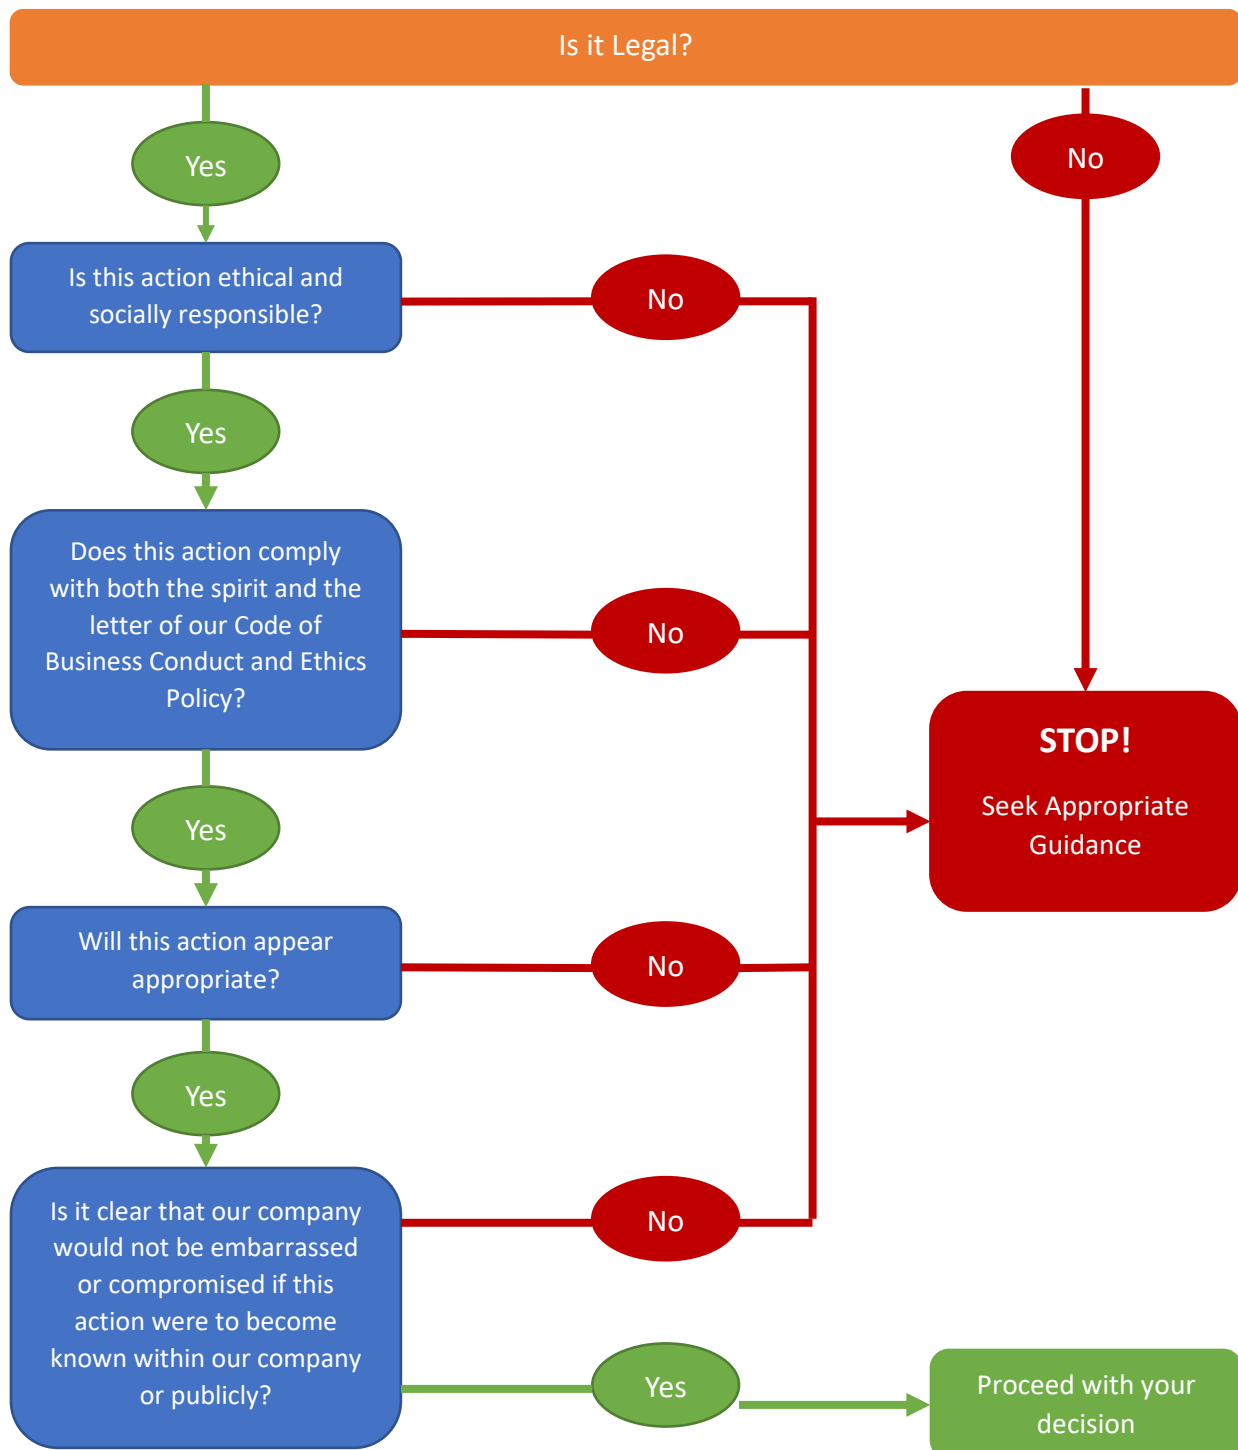 Is it Legal?
Yes
No
Is this action ethical and
socially responsible?
No
Yes
Does this action comply
with both the spirit and the
letter of our Code of
Business Conduct and Ethics
Policy?
No
STOP!
Seek Appropriate
Guidance
Yes
Will this action appear
appropriate?
No
Yes
Is it clear that our company
would not be embarrassed
or compromised if this
action were to become
known within our company
or publicly?
No
Yes
Proceed with your
decision